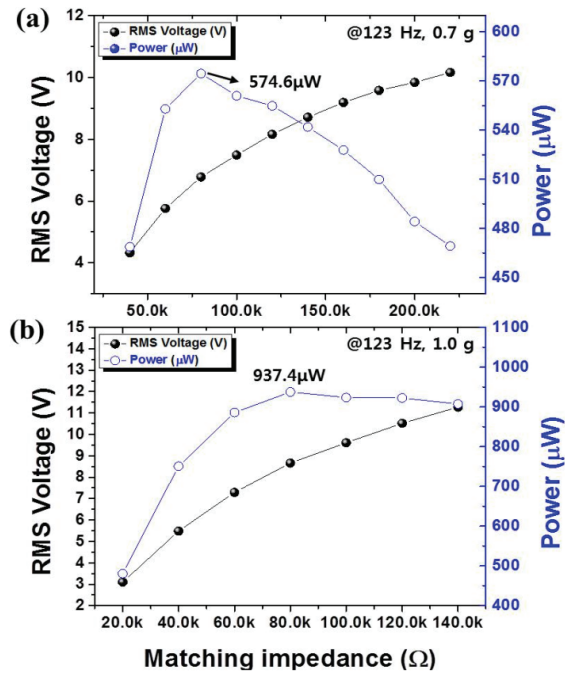 (a)
RMS Voltage (V)
Power (μW)
@123 Hz, 0.7 g
574.6μW
12
10
8
6
4
RMS Voltage (V)
600
570
540
510
480
450
Power (μW)
50.0k 100.0k 150.0k 200.0k
(b)
RMS Voltage (V)
Power (μW)
@123 Hz, 1.0 g
937.4μW
15
14
13
12
11
10
9
8
7
6
5
4
3
2
RMS Voltage (V)
1100
1000
900
800
700
600
500
400
Power (μW)
20.0k 40.0k 60.0k 80.0k 100.0k 120.0k 140.0k
Matching impedance (Ω)